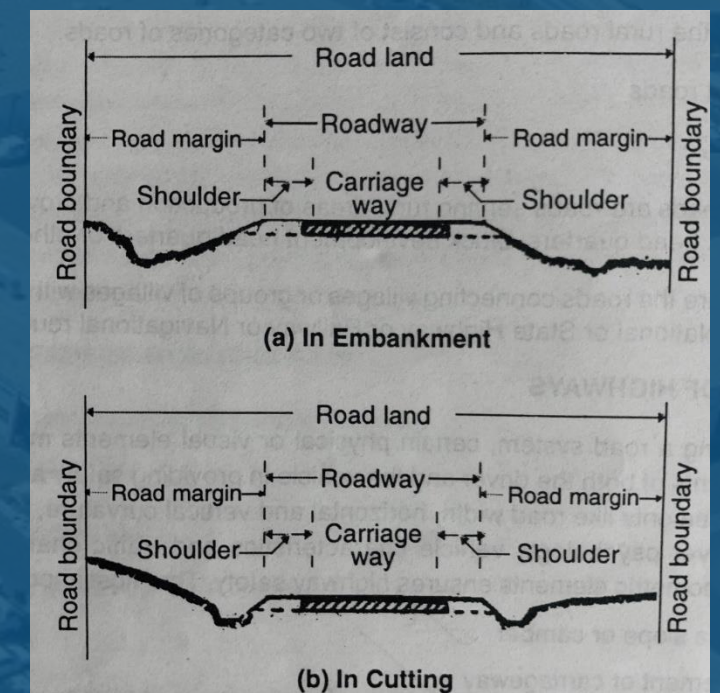 Road land
Road boundary
Road margin
Roadway
Road margin
Road boundary
Shoulder
Carriage
way
Shoulder
(a) In Embankment
Road land
Road boundary
Road margin
Roadway
Road margin
Road boundary
Shoulder
Carriage
way
Shoulder
(b) In Cutting